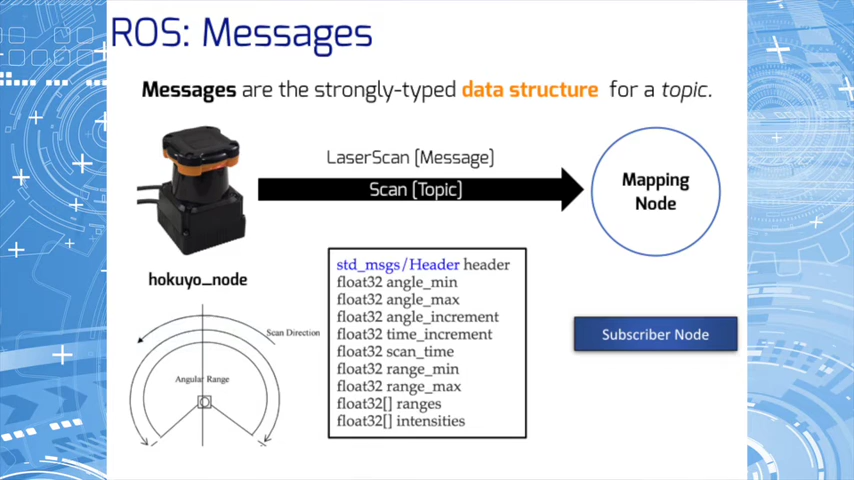 ROS: Messages
Messages are the strongly-typed data structure for a topic.
LaserScan [Message]
Scan [Topic]
Mapping
Node
hokuyo_node
std_msgs/Header header
float32 angle_min
float32 angle_max
float32 angle_increment
float32 time_increment
float32 scan_time
float32 range_min
float32 range_max
float32[] ranges
float32[] intensities
Scan Direction
Angular Range
Subscriber Node